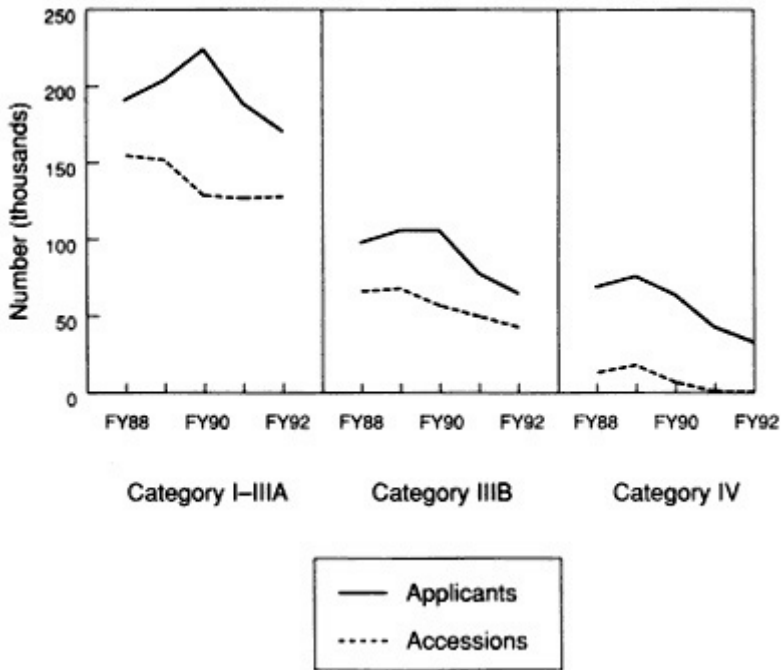 250
200
150
100
50
0
Number (thousands)
FY88 FY90 FY92 FY88 FY90 FY92 FY88 FY90 FY92
Category I–IIIA Category IIIB Category IV
Applicants
Accessions